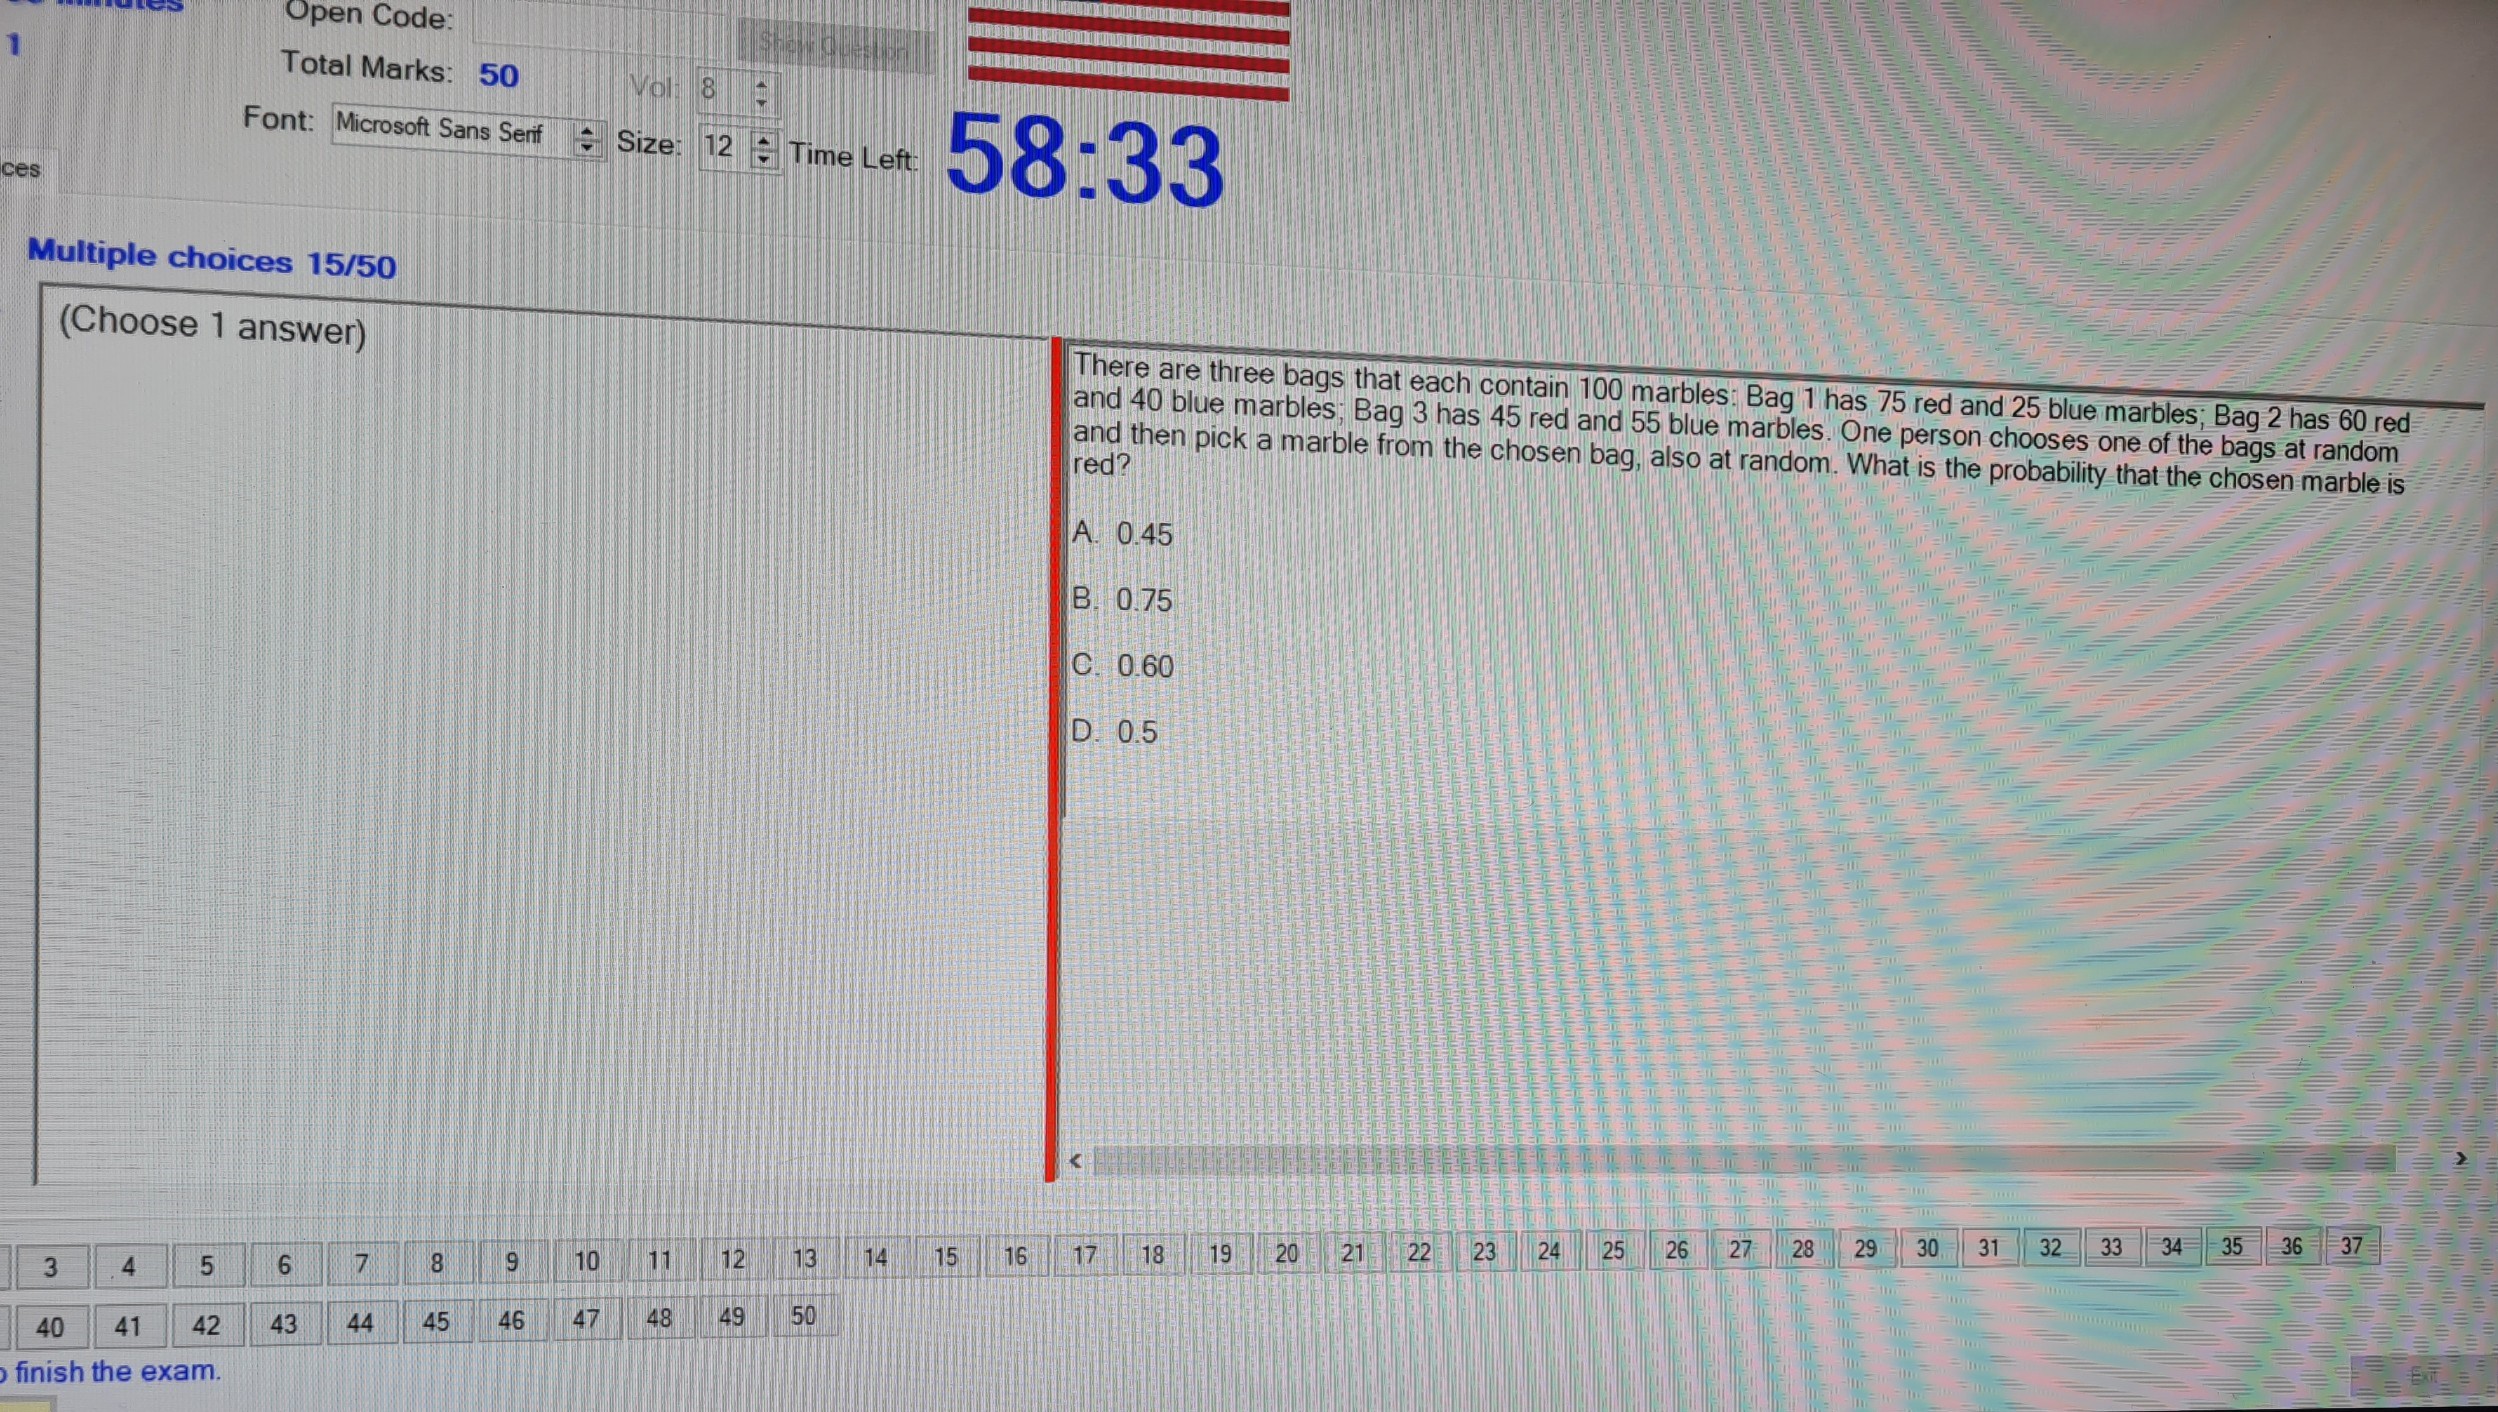 1
Open Code:
Show Question
Total Marks: 50
Vol: 8
Font: Microsoft Sans Serif Size: 12 Time Left: 58:33
ces
Multiple choices 15/50
(Choose 1 answer)
There are three bags that each contain 100 marbles: Bag 1 has 75 red and 25 blue marbles; Bag 2 has 60 red
and 40 blue marbles; Bag 3 has 45 red and 55 blue marbles. One person chooses one of the bags at random
and then pick a marble from the chosen bag, also at random. What is the probability that the chosen marble is
red?
A. 0.45
B. 0.75
C. 0.60
D. 0.5
3 4 5 6 7 8 9 10 11 12 13 14 15 16 17 18 19 20 21 22 23 24 25 26 27 28 29 30 31 32 33 34 35 36 37
40 41 42 43 44 45 46 47 48 49 50
finish the exam.
Exit